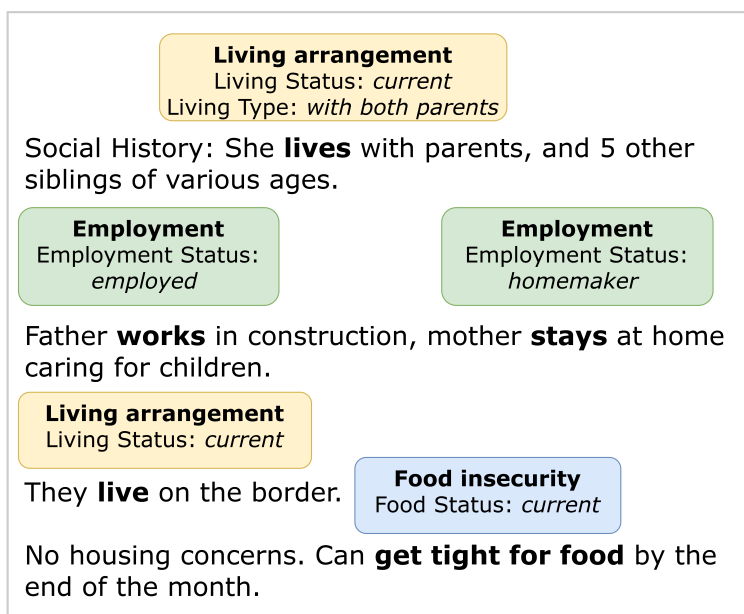 Living arrangement
Living Status: current
Living Type: with both parents
Social History: She lives with parents, and 5 other
siblings of various ages.
Employment
Employment Status:
employed
Employment
Employment Status:
homemaker
Father works in construction, mother stays at home
caring for children.
Living arrangement
Living Status: current
They live on the border.
Food insecurity
Food Status: current
No housing concerns. Can get tight for food by the
end of the month.